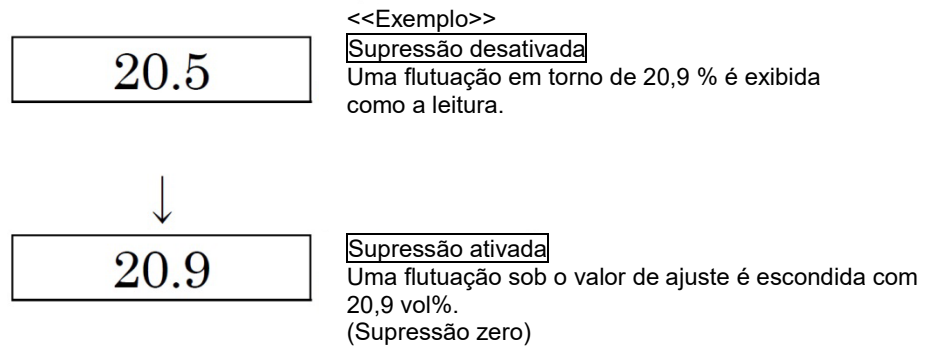 <<Exemplo>>
20.5
Supressão desativada
Uma flutuação em torno de 20,9 % é exibida
como a leitura.
↓
20.9
Supressão ativada
Uma flutuação sob o valor de ajuste é escondida com
20,9 vol%.
(Supressão zero)